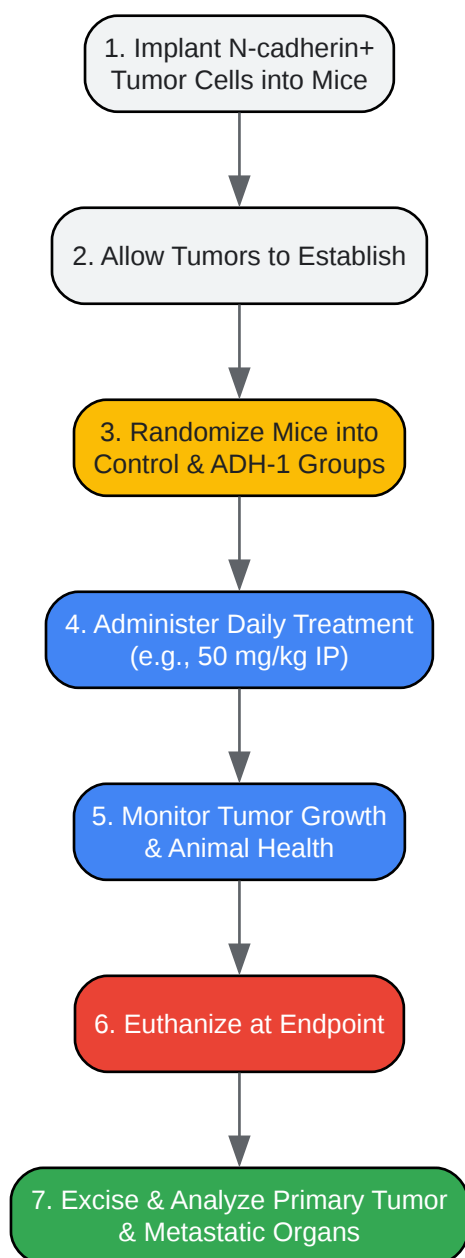 1. Implant N-cadherin+
Tumor Cells into Mice
2. Allow Tumors to Establish
3. Randomize Mice into
Control & ADH-1 Groups
4. Administer Daily Treatment
(e.g., 50 mg/kg IP)
5. Monitor Tumor Growth
& Animal Health
6. Euthanize at Endpoint
7. Excise & Analyze Primary Tumor
& Metastatic Organs